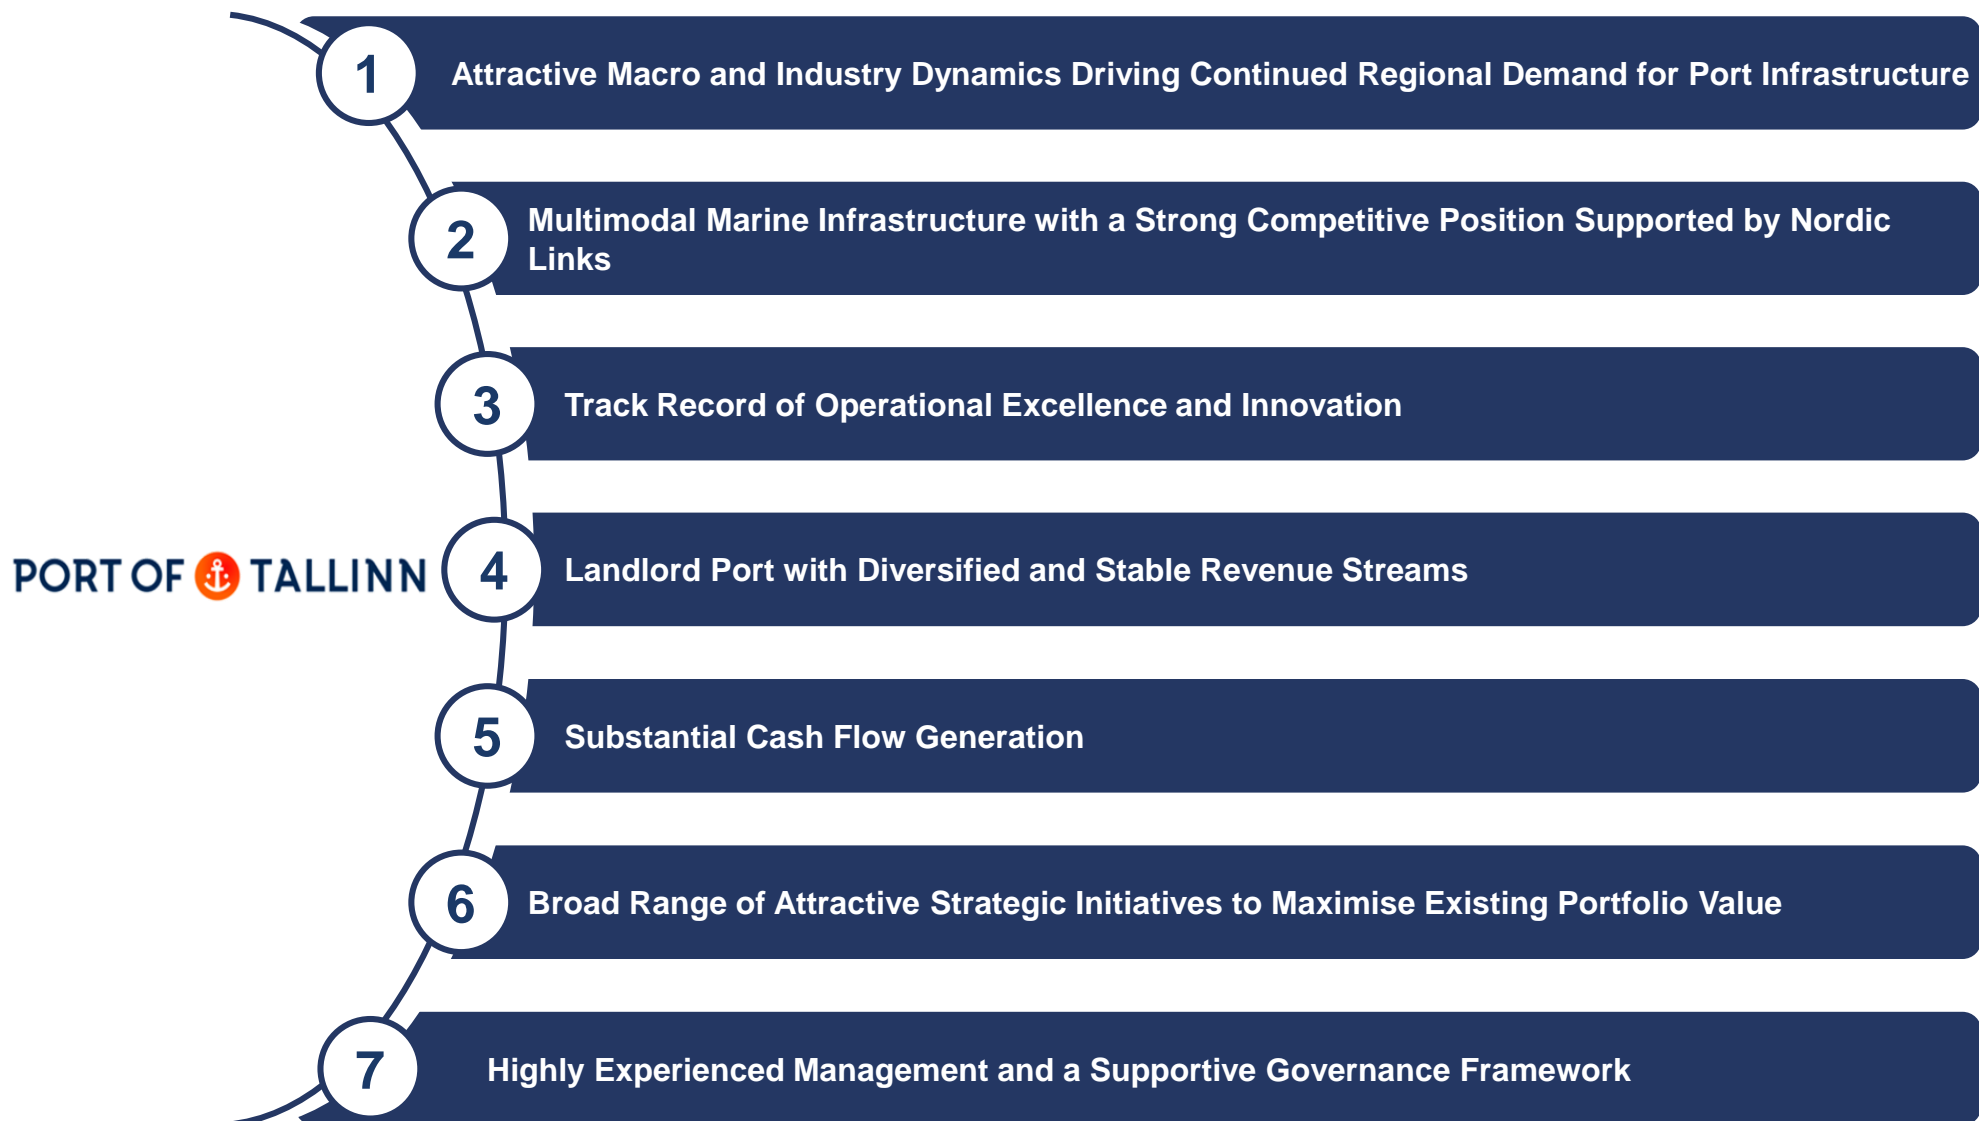 1
Attractive Macro and Industry Dynamics Driving Continued Regional Demand for Port Infrastructure
2
Multimodal Marine Infrastructure with a Strong Competitive Position Supported by Nordic
Links
3
Track Record of Operational Excellence and Innovation
PORT OF TALLINN
4
Landlord Port with Diversified and Stable Revenue Streams
5
Substantial Cash Flow Generation
6
Broad Range of Attractive Strategic Initiatives to Maximise Existing Portfolio Value
7
Highly Experienced Management and a Supportive Governance Framework